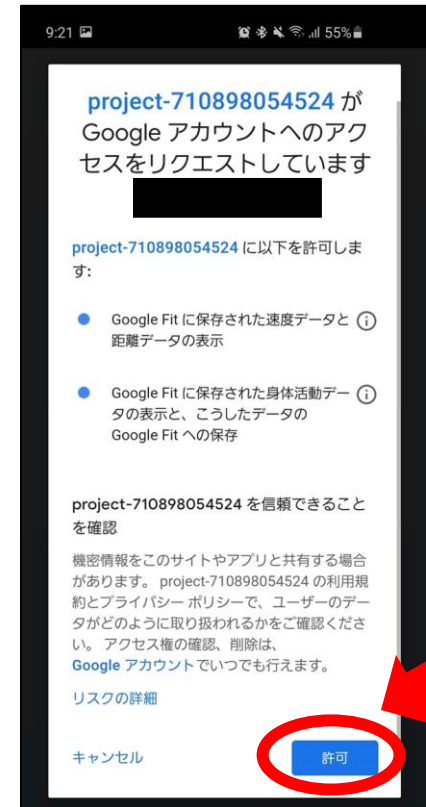 9:21 55%
project-710898054524 が
Google アカウントへのアク
セスをリクエストしています
project-710898054524 に以下を許可しま
す:
Google Fit に保存された速度データと
距離データの表示
Google Fit に保存された身体活動デー
タの表示と、こうしたデータの
Google Fit への保存
project-710898054524 を信頼できること
を確認
機密情報をこのサイトやアプリと共有する場合
があります。 project-710898054524 の利用規
約とプライバシー ポリシーで、ユーザーのデー
タがどのように取り扱われるかをご確認くださ
い。 アクセス権の確認、削除は、
Google アカウントでいつでも行えます。
リスクの詳細
キャンセル 許可